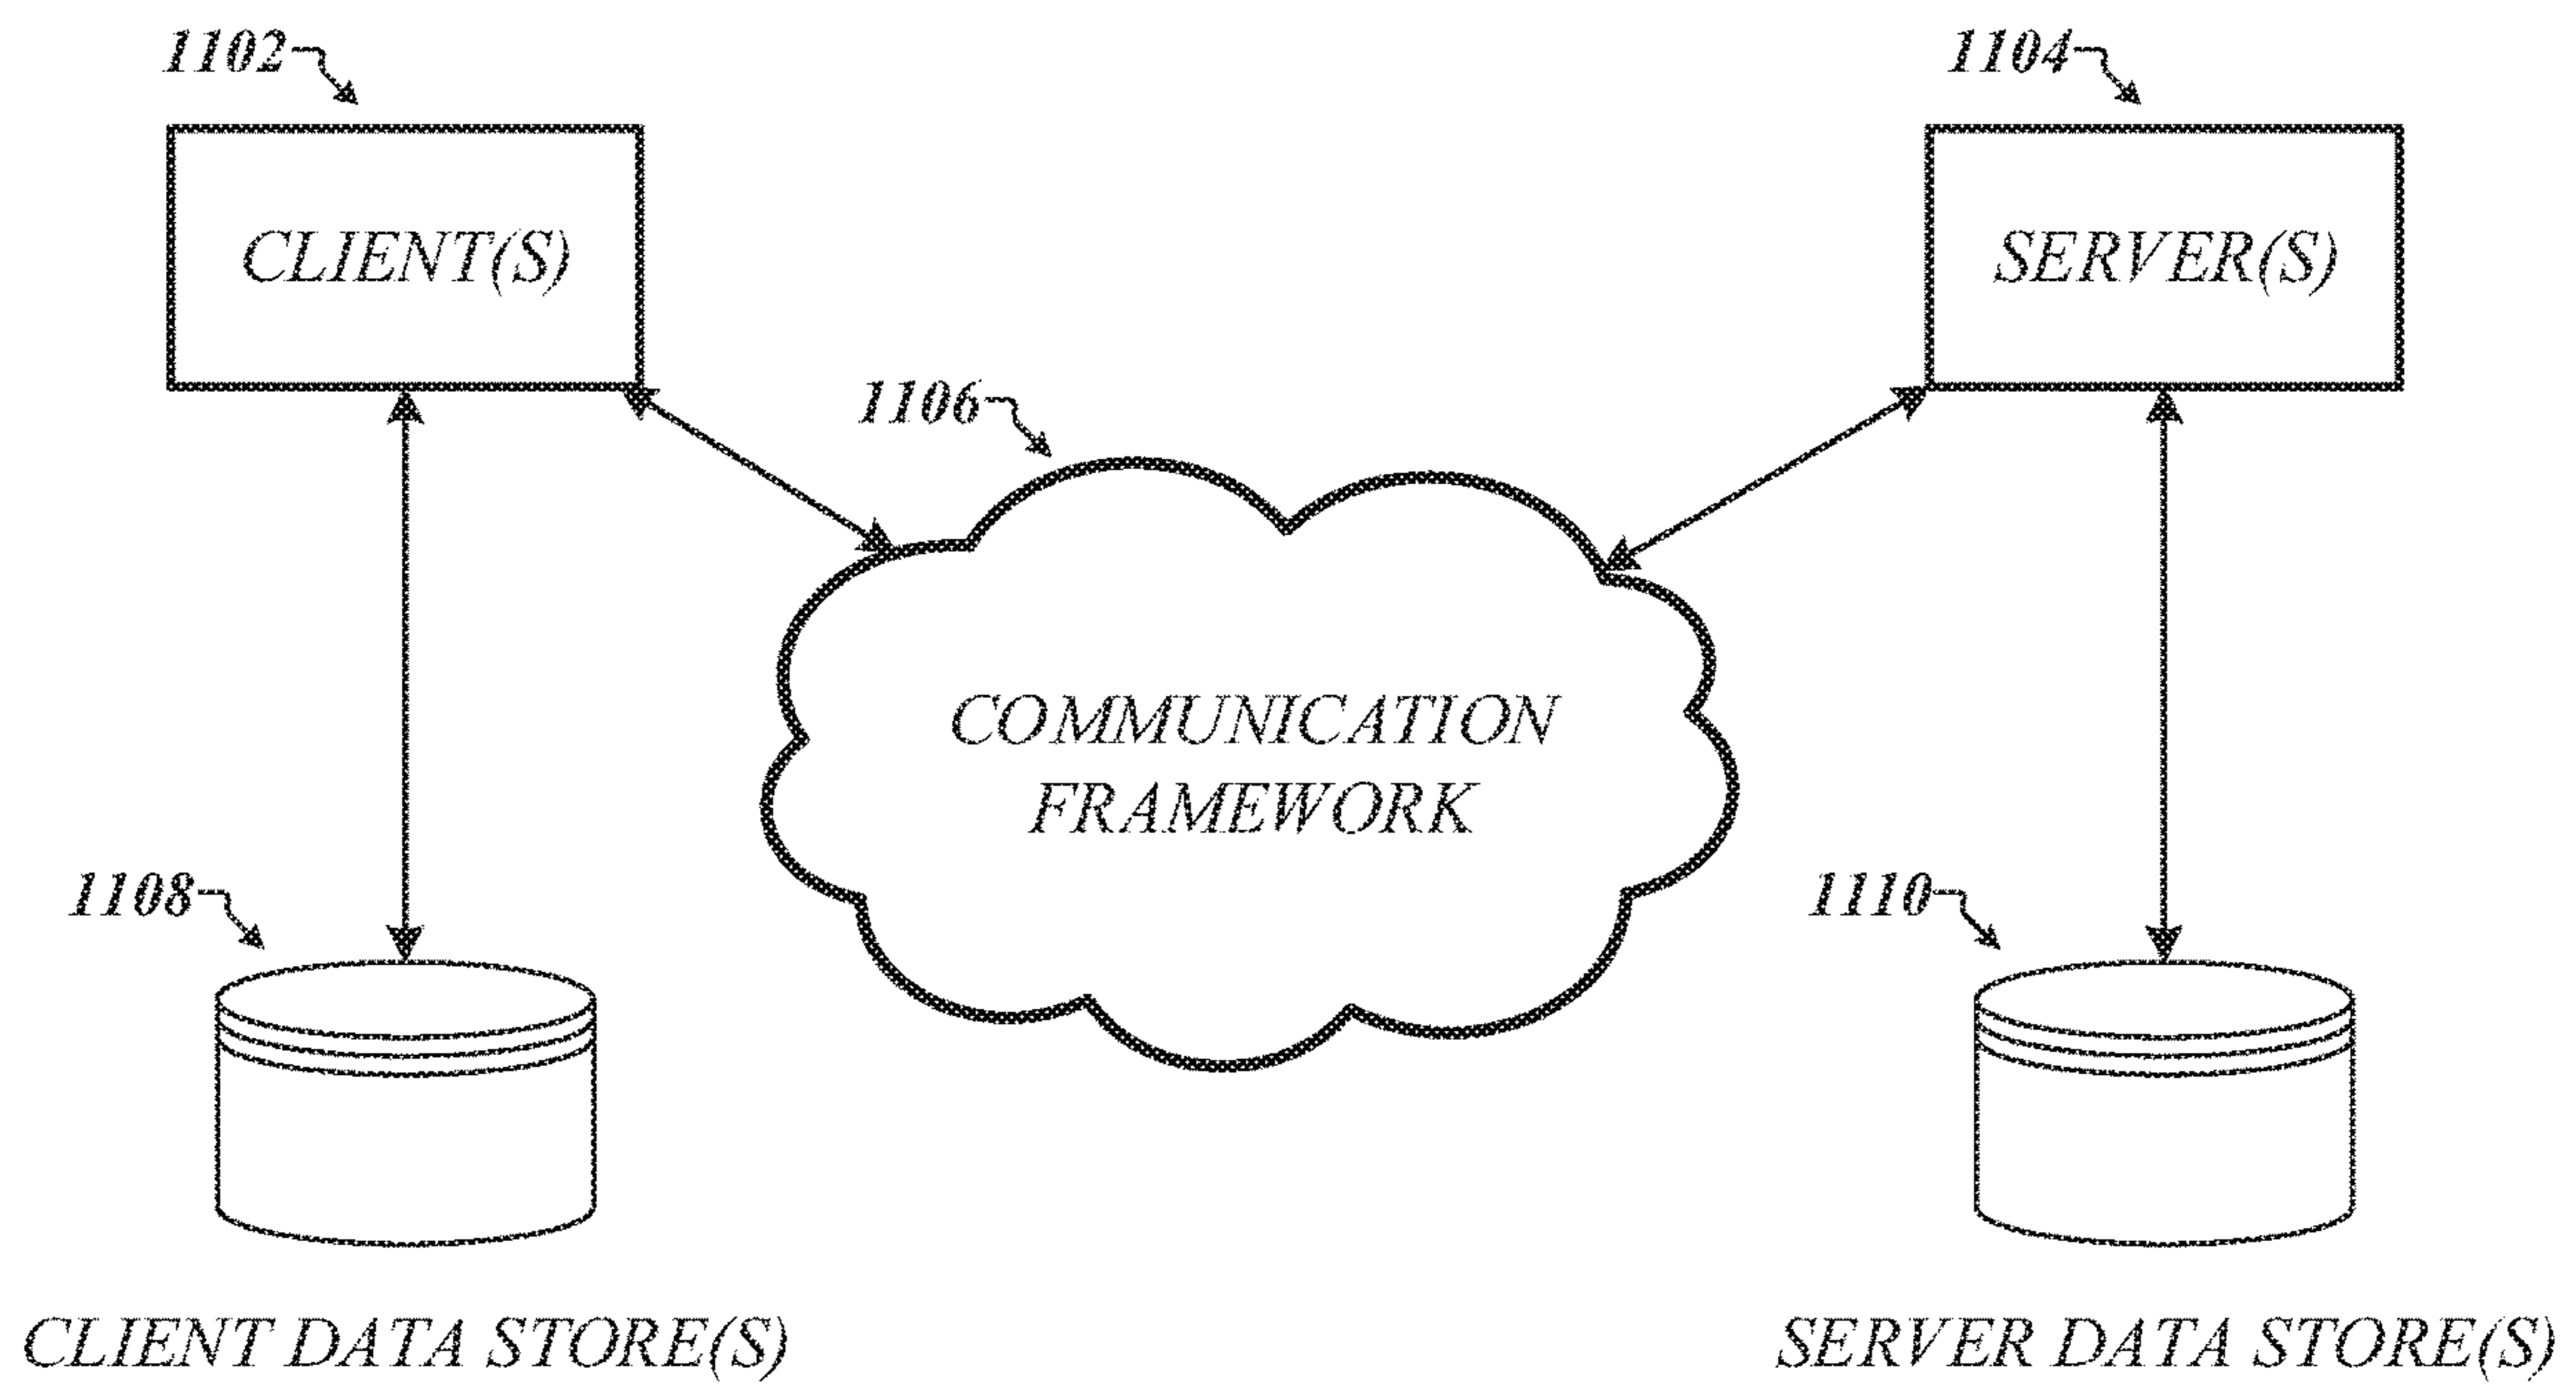 1102
1104
CLIENT(S)
SERVER(S)
1106
COMMUNICATION
FRAMEWORK
1108
1110
CLIENT DATA STORE(S)
SERVER DATA STORE(S)